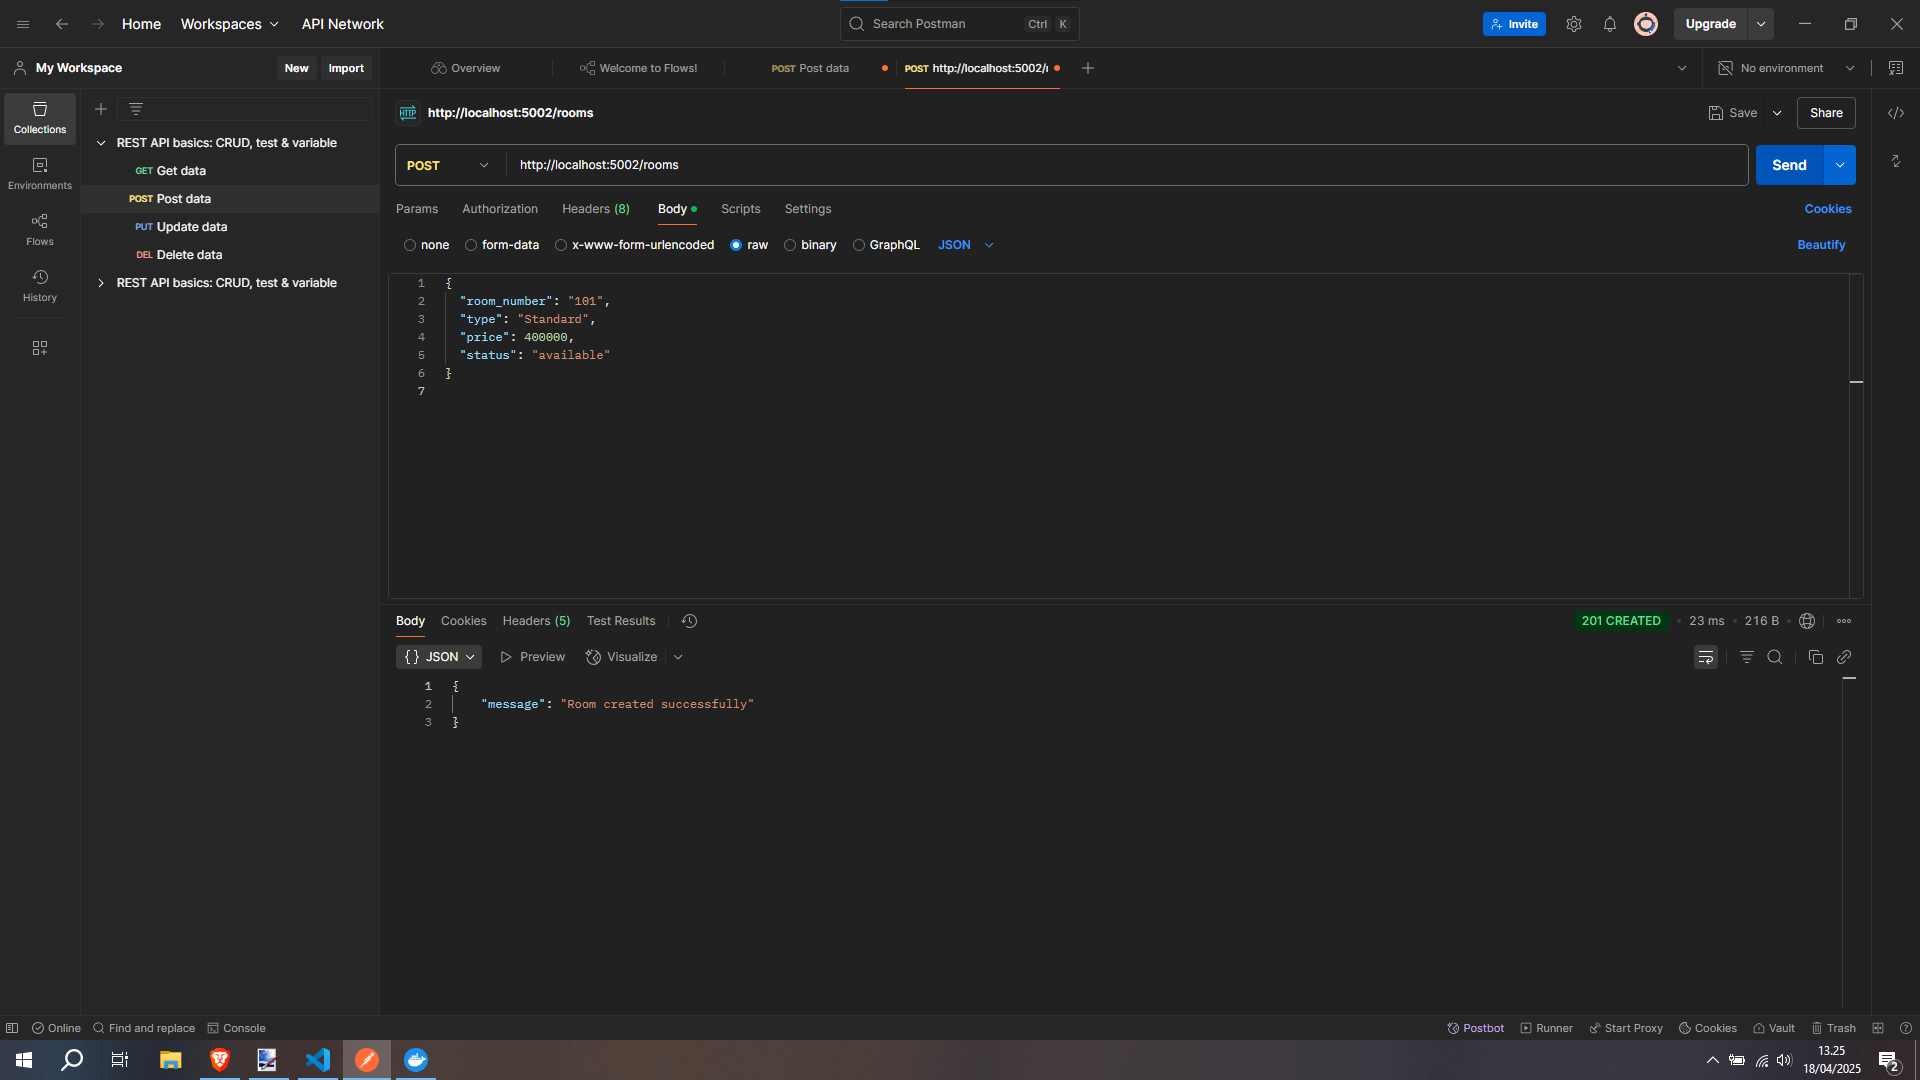 Home Workspaces API Network Search Postman Ctrl K Invite Upgrade
My Workspace New Import Overview Welcome to Flows! POST Post data POST http://localhost:5002/r No environment
Collections
Environments
Flows
History
REST API basics: CRUD, test & variable
GET Get data
POST Post data
PUT Update data
DEL Delete data
REST API basics: CRUD, test & variable
HTTP http://localhost:5002/rooms Save Share
POST http://localhost:5002/rooms Send
Params Authorization Headers (8) Body Scripts Settings Cookies
none form-data x-www-form-urlencoded raw binary GraphQL JSON Beautify
1 {
2 "room_number": "101",
3 "type": "Standard",
4 "price": 400000,
5 "status": "available"
6 }
7
Body Cookies Headers (5) Test Results 201 CREATED 23 ms 216 B
{} JSON Preview Visualize
1 {
2 "message": "Room created successfully"
3 }
Online Find and replace Console Postbot Runner Start Proxy Cookies Vault Trash
13.25
18/04/2025
2